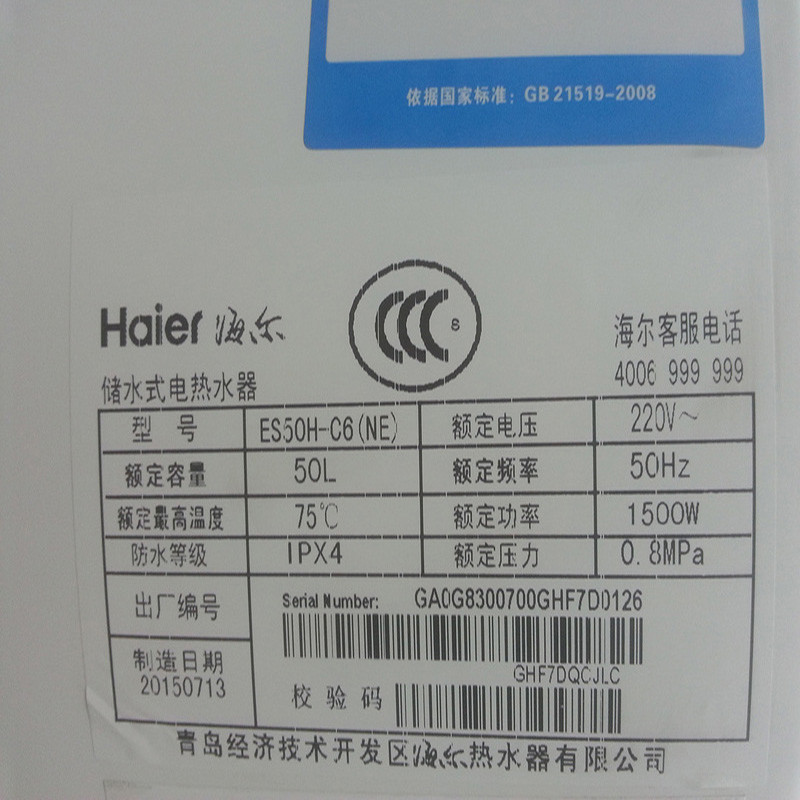 依据国家标准：GB 21519-2008
Haier 海尔
CCC S
海尔客服电话
4006 999 999
储水式电热水器
型 号 ES50H-C6(NE) 额定电压 220V～
额定容量 50L 额定频率 50Hz
额定最高温度 75℃ 额定功率 1500W
防水等级 IPX4 额定压力 0.8MPa
出厂编号 Serial Number: GA0G8300700GHF7D0126
制造日期
20150713
GHF7DQCJLC
校验码
青岛经济技术开发区海尔热水器有限公司